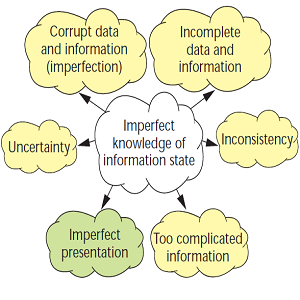 Corrupt data
and information
(imperfection)
Incomplete
data and
information
Imperfect
knowledge of
information state
Uncertainty
Inconsistency
Imperfect
presentation
Too complicated
information